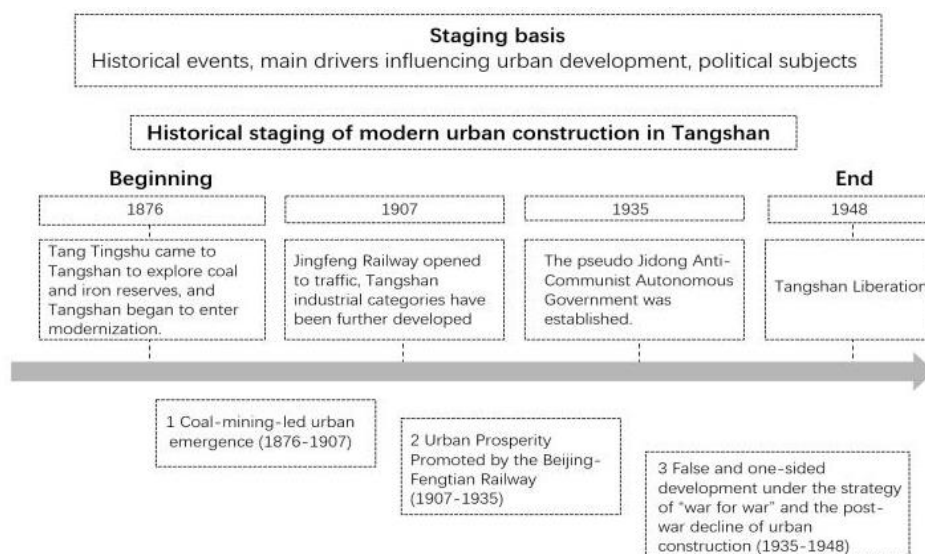 Staging basis
Historical events, main drivers influencing urban development, political subjects
Historical staging of modern urban construction in Tangshan
Beginning
End
1876
1907
1935
1948
Tang Tingshu came to
Tangshan to explore coal
and iron reserves, and
Tangshan began to enter
modernization.
Jingfeng Railway opened
to traffic, Tangshan
industrial categories have
been further developed
The pseudo Jidong Anti-
Communist Autonomous
Government was
established.
Tangshan Liberation
1 Coal-mining-led urban
emergence (1876-1907)
2 Urban Prosperity
Promoted by the Beijing-
Fengtian Railway
(1907-1935)
3 False and one-sided
development under the strategy
of "war for war" and the post-
war decline of urban
construction (1935-1948)